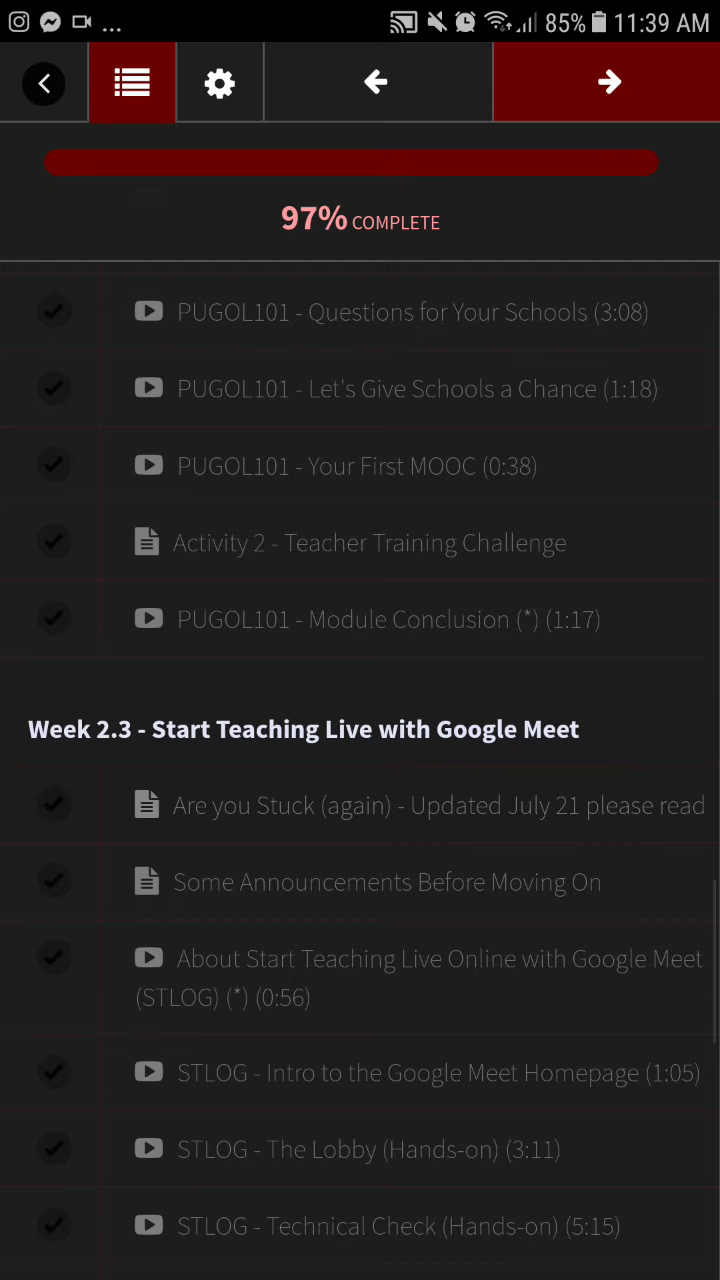 ... 85% 11:39 AM
97% COMPLETE
PUGOL101 - Questions for Your Schools (3:08)
PUGOL101 - Let's Give Schools a Chance (1:18)
PUGOL101 - Your First MOOC (0:38)
Activity 2 - Teacher Training Challenge
PUGOL101 - Module Conclusion (*) (1:17)
Week 2.3 - Start Teaching Live with Google Meet
Are you Stuck (again) - Updated July 21 please read
Some Announcements Before Moving On
About Start Teaching Live Online with Google Meet
(STLOG) (*) (0:56)
STLOG - Intro to the Google Meet Homepage (1:05)
STLOG - The Lobby (Hands-on) (3:11)
STLOG - Technical Check (Hands-on) (5:15)